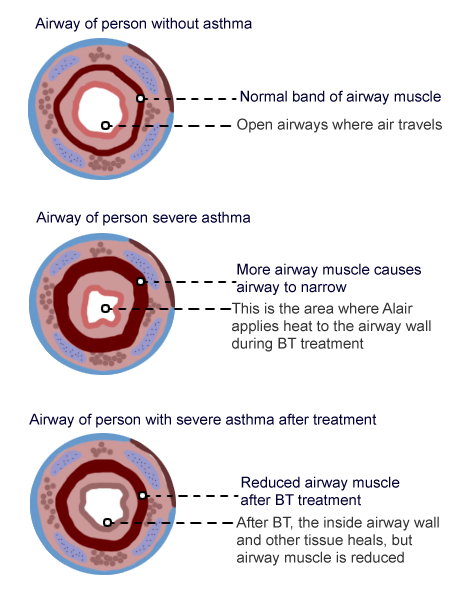 Airway of person without asthma
Normal band of airway muscle
Open airways where air travels
Airway of person severe asthma
More airway muscle causes
airway to narrow
This is the area where Alair
applies heat to the airway wall
during BT treatment
Airway of person with severe asthma after treatment
Reduced airway muscle
after BT treatment
After BT, the inside airway wall
and other tissue heals, but
airway muscle is reduced